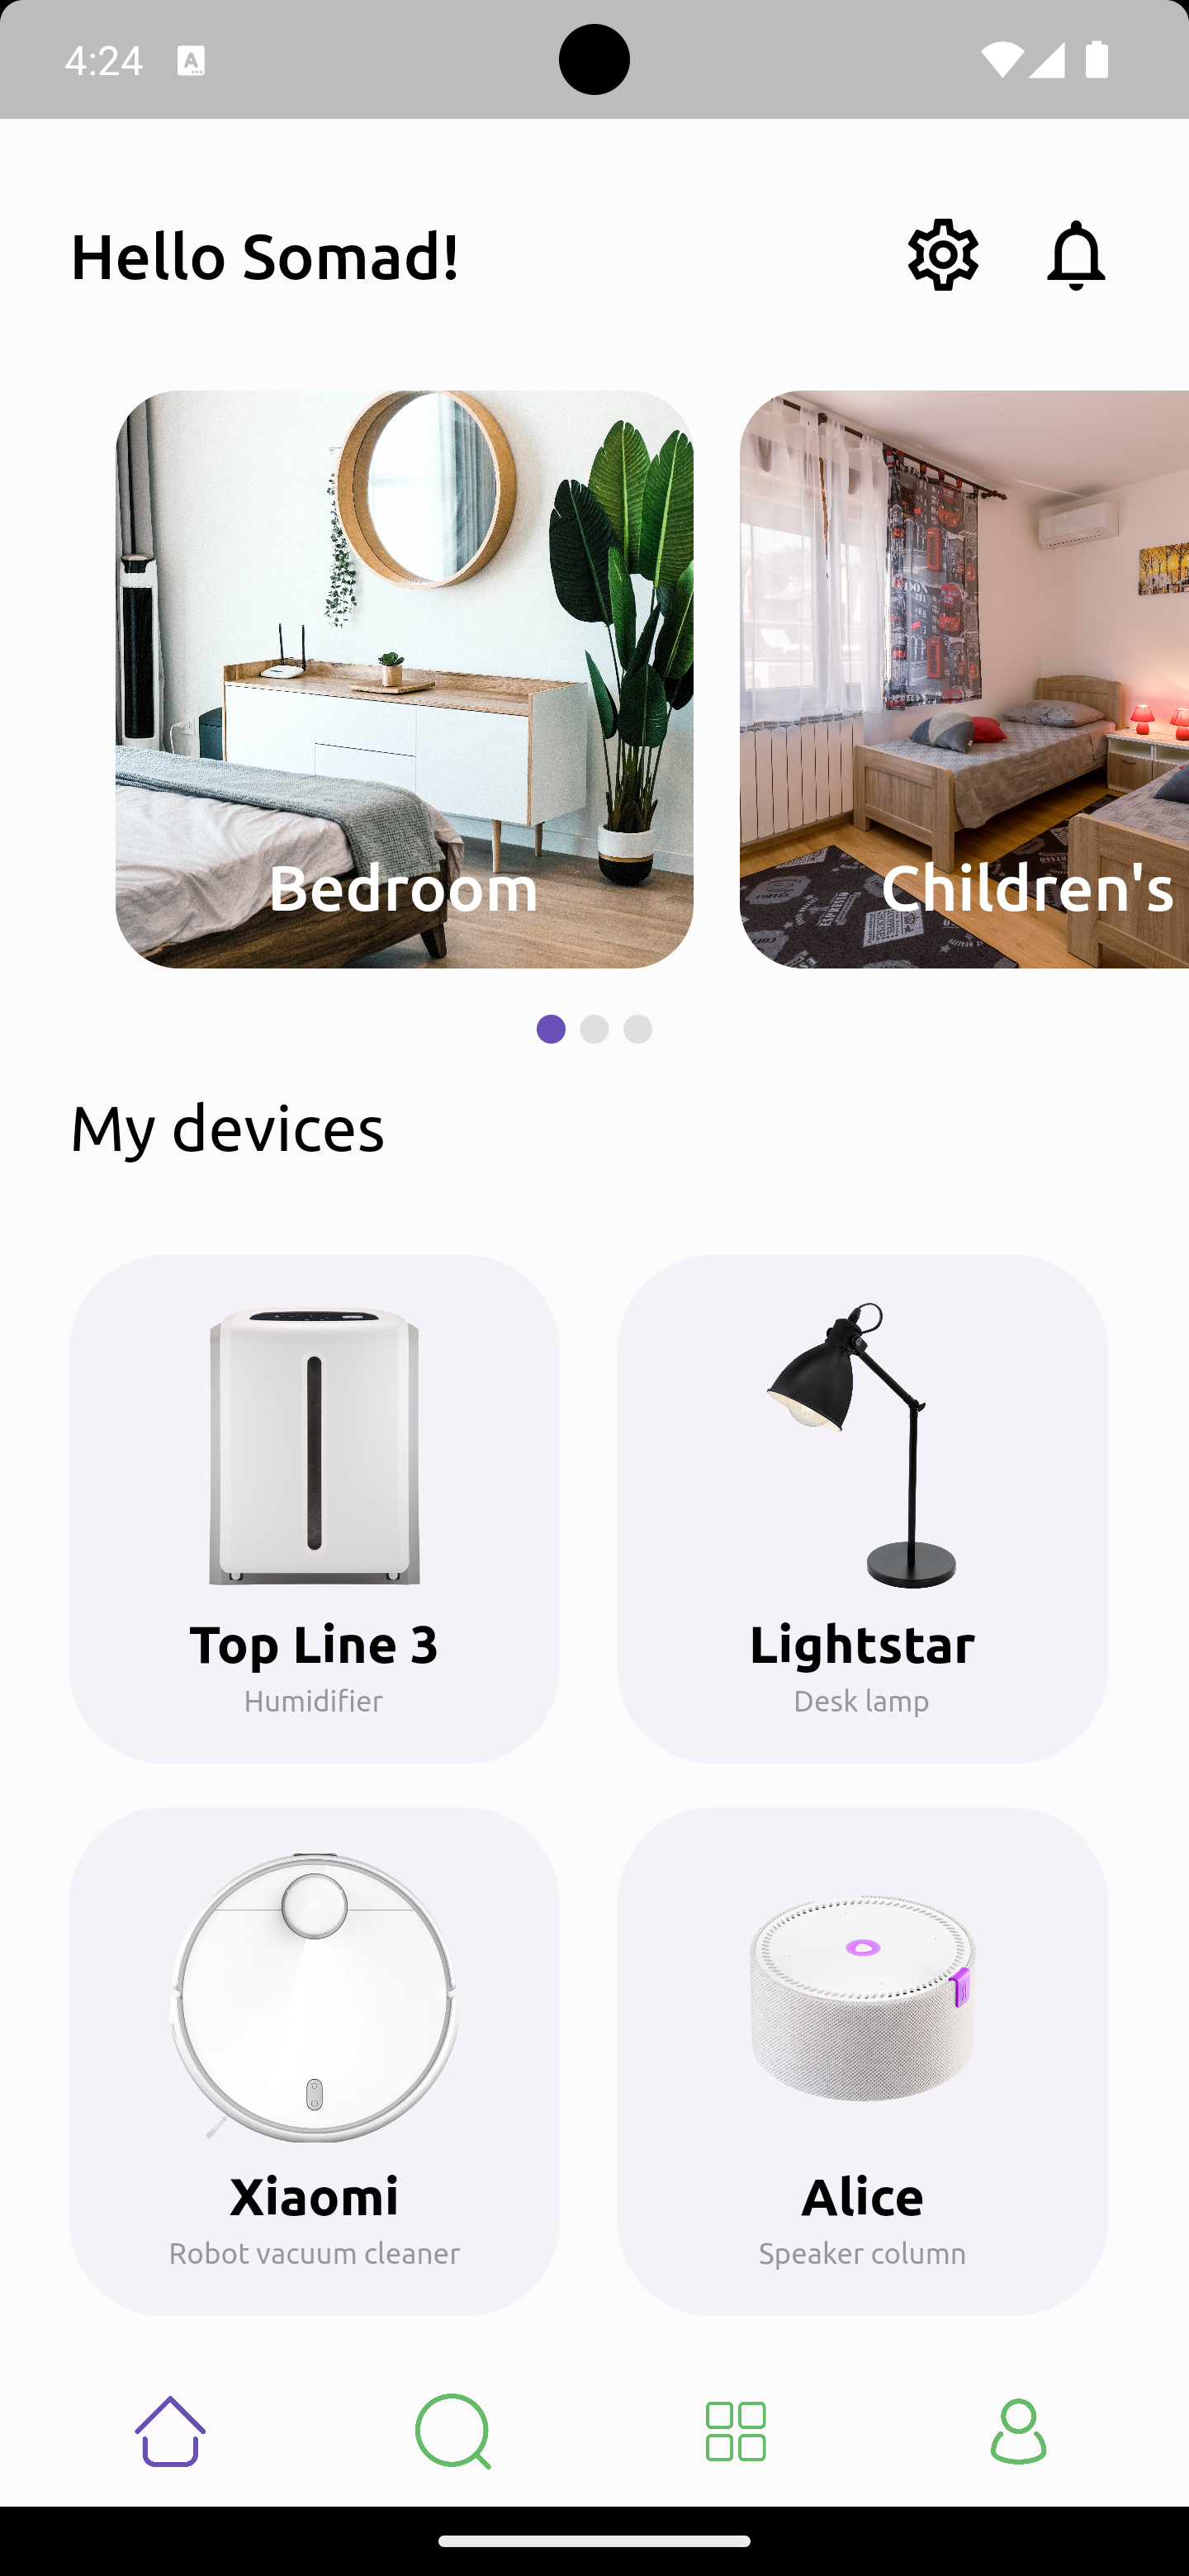 4:24
Hello Somad!
Bedroom
Children's
My devices
Top Line 3
Humidifier
Lightstar
Desk lamp
Xiaomi
Robot vacuum cleaner
Alice
Speaker column